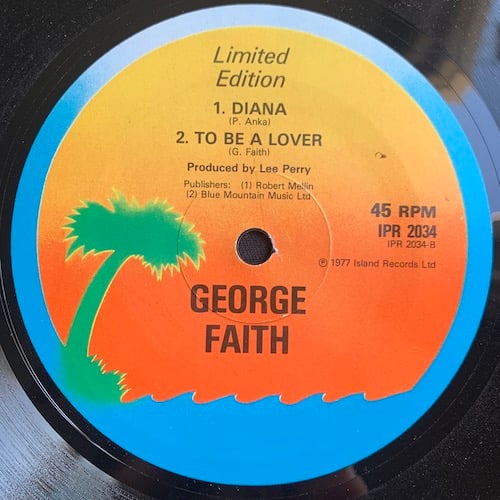 Limited
Edition
1. DIANA
(P. Anka)
2. TO BE A LOVER
(G. Faith)
Produced by Lee Perry
Publishers: (1) Robert Mellin
(2) Blue Mountain Music Ltd.
45 RPM
IPR 2034
IPR 2034-B
℗ 1977 Island Records Ltd
GEORGE
FAITH